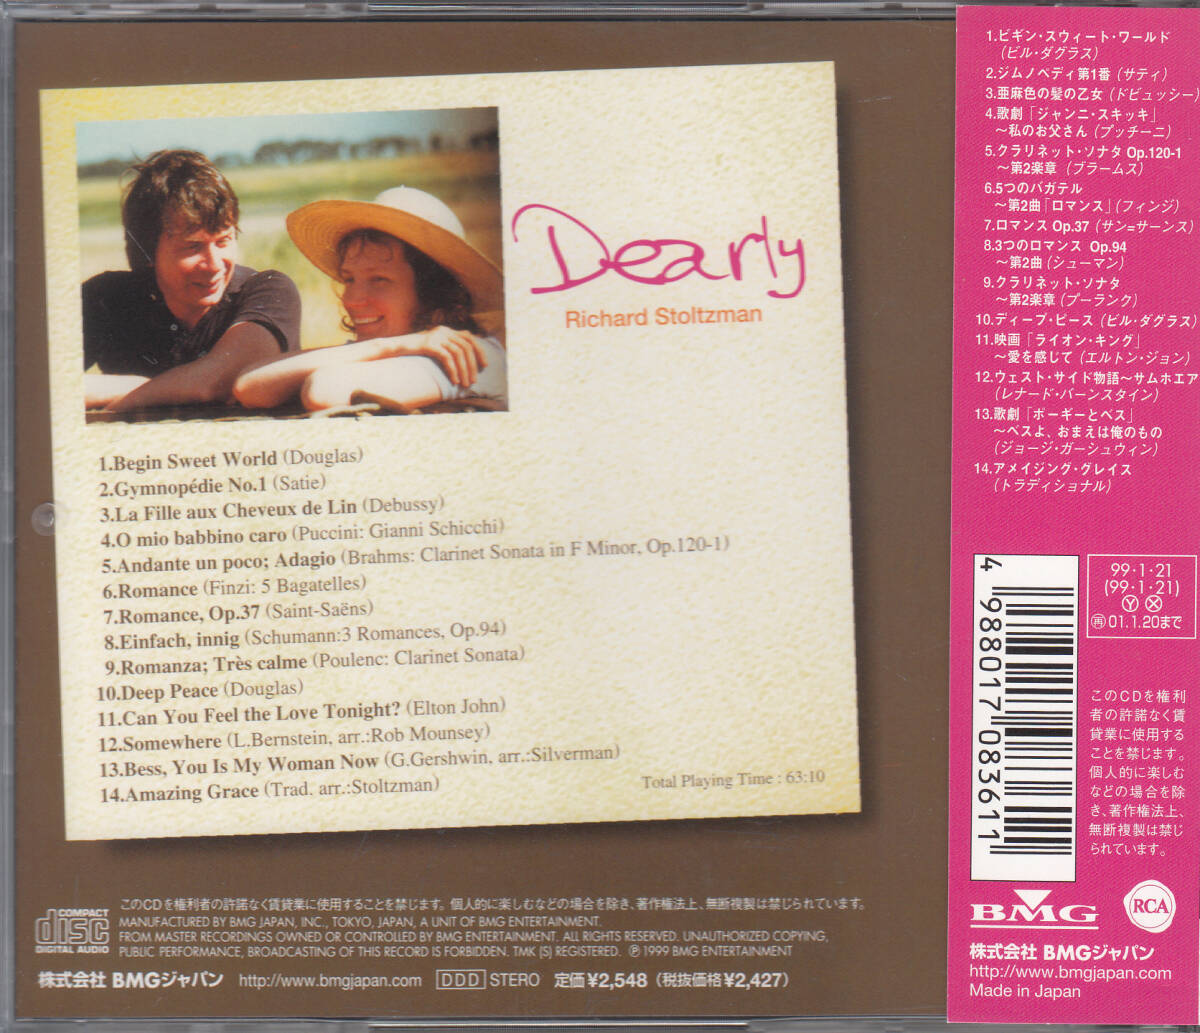 Dearly
Richard Stoltzman
1.Begin Sweet World (Douglas)
2.Gymnopédie No.1 (Satie)
3.La Fille aux Cheveux de Lin (Debussy)
4.O mio babbino caro (Puccini: Gianni Schicchi)
5.Andante un poco; Adagio (Brahms: Clarinet Sonata in F Minor, Op.120-1)
6.Romance (Finzi: 5 Bagatelles)
7.Romance, Op.37 (Saint-Saëns)
8.Einfach, innig (Schumann:3 Romances, Op.94)
9.Romanza; Très calme (Poulenc: Clarinet Sonata)
10.Deep Peace (Douglas)
11.Can You Feel the Love Tonight? (Elton John)
12.Somewhere (L.Bernstein, arr.:Rob Mounsey)
13.Bess, You Is My Woman Now (G.Gershwin, arr.:Silverman)
14.Amazing Grace (Trad. arr.:Stoltzman)
Total Playing Time : 63:10
COMPACT
disc
DIGITAL AUDIO
このCDを権利者の許諾なく賃貸業に使用することを禁じます。個人的に楽しむなどの場合を除き、著作権法上、無断複製は禁じられています。
MANUFACTURED BY BMG JAPAN, INC., TOKYO, JAPAN, A UNIT OF BMG ENTERTAINMENT.
FROM MASTER RECORDINGS OWNED OR CONTROLLED BY BMG ENTERTAINMENT. ALL RIGHTS RESERVED. UNAUTHORIZED COPYING,
PUBLIC PERFORMANCE, BROADCASTING OF THIS RECORD IS FORBIDDEN. TMK [S] REGISTERED. ℗ 1999 BMG ENTERTAINMENT
株式会社 BMGジャパン http://www.bmgjapan.com DDD STERO 定価¥2,548（税抜価格¥2,427）
1.ビギン・スウィート・ワールド
(ビル・ダグラス)
2.ジムノペディ第1番 (サティ)
3.亜麻色の髪の乙女 (ドビュッシー)
4.歌劇「ジャンニ・スキッキ」
～私のお父さん (プッチーニ)
5.クラリネット・ソナタ Op.120-1
～第2楽章 (ブラームス)
6.5つのバガテル
～第2曲「ロマンス」(フィンジ)
7.ロマンス Op.37 (サン=サーンス)
8.3つのロマンス Op.94
～第2曲 (シューマン)
9.クラリネット・ソナタ
～第2楽章 (プーランク)
10.ディープ・ピース (ビル・ダグラス)
11.映画「ライオン・キング」
～愛を感じて (エルトン・ジョン)
12.ウェスト・サイド物語～サムホエア
(レナード・バーンスタイン)
13.歌劇「ポーギーとベス」
～ベスよ、おまえは俺のもの
(ジョージ・ガーシュウィン)
14.アメイジング・グレイス
(トラディショナル)
4 988017 083611
99・1・21
(99・1・21)
Ⓨ Ⓧ
㊢01.1.20まで
このCDを権利
者の許諾なく賃
貸業に使用する
ことを禁じます。
個人的に楽しむ
などの場合を除
き、著作権法上、
無断複製は禁じ
られています。
BMG
RCA
株式会社 BMGジャパン
http://www.bmgjapan.com
Made in Japan